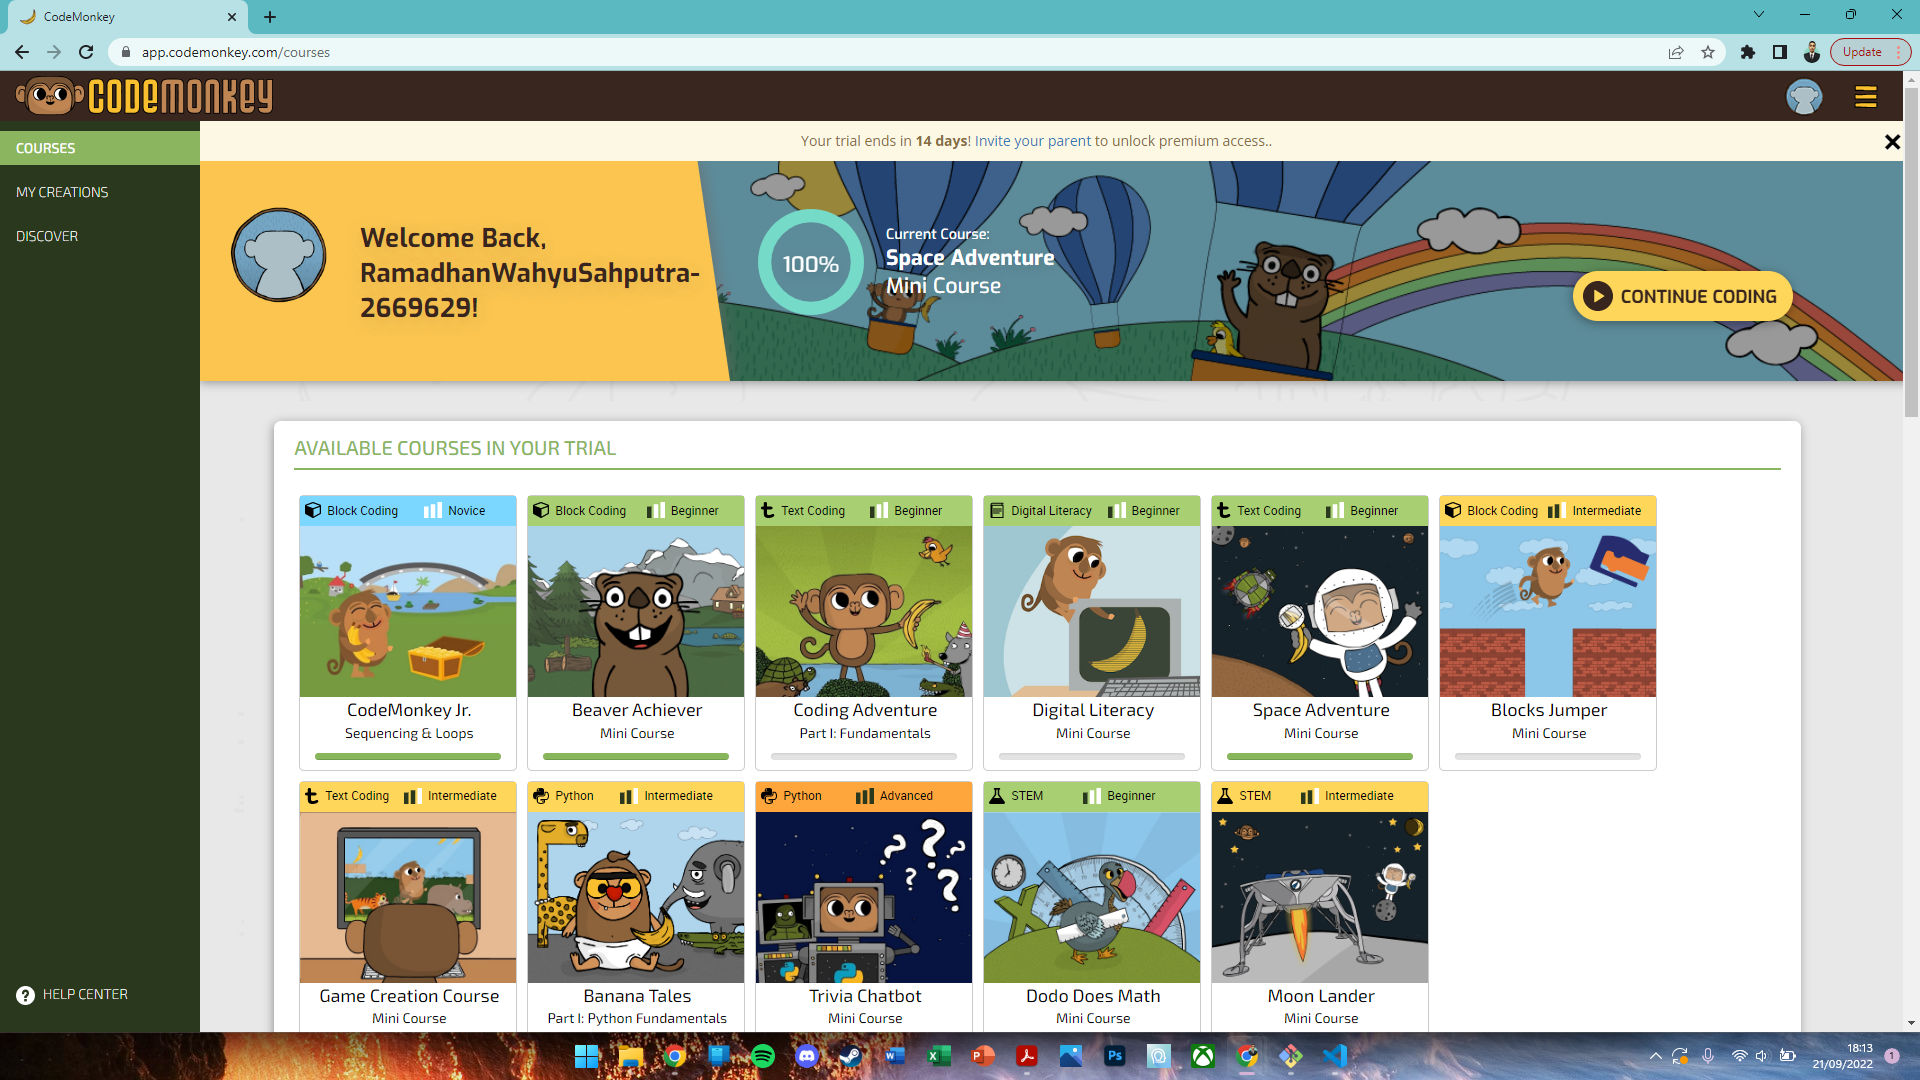 CodeMonkey
app.codemonkey.com/courses
Update
CODEMONKEY
COURSES
MY CREATIONS
DISCOVER
HELP CENTER
Your trial ends in 14 days! Invite your parent to unlock premium access..
Welcome Back,
RamadhanWahyuSahputra-
2669629!
100%
Current Course:
Space Adventure
Mini Course
CONTINUE CODING
AVAILABLE COURSES IN YOUR TRIAL
Block Coding Novice
CodeMonkey Jr.
Sequencing & Loops
Block Coding Beginner
Beaver Achiever
Mini Course
Text Coding Beginner
Coding Adventure
Part I: Fundamentals
Digital Literacy Beginner
Digital Literacy
Mini Course
Text Coding Beginner
Space Adventure
Mini Course
Block Coding Intermediate
Blocks Jumper
Mini Course
Text Coding Intermediate
Game Creation Course
Mini Course
Python Intermediate
Banana Tales
Part I: Python Fundamentals
Python Advanced
Trivia Chatbot
Mini Course
STEM Beginner
Dodo Does Math
Mini Course
STEM Intermediate
Moon Lander
Mini Course
18:13
21/09/2022
1